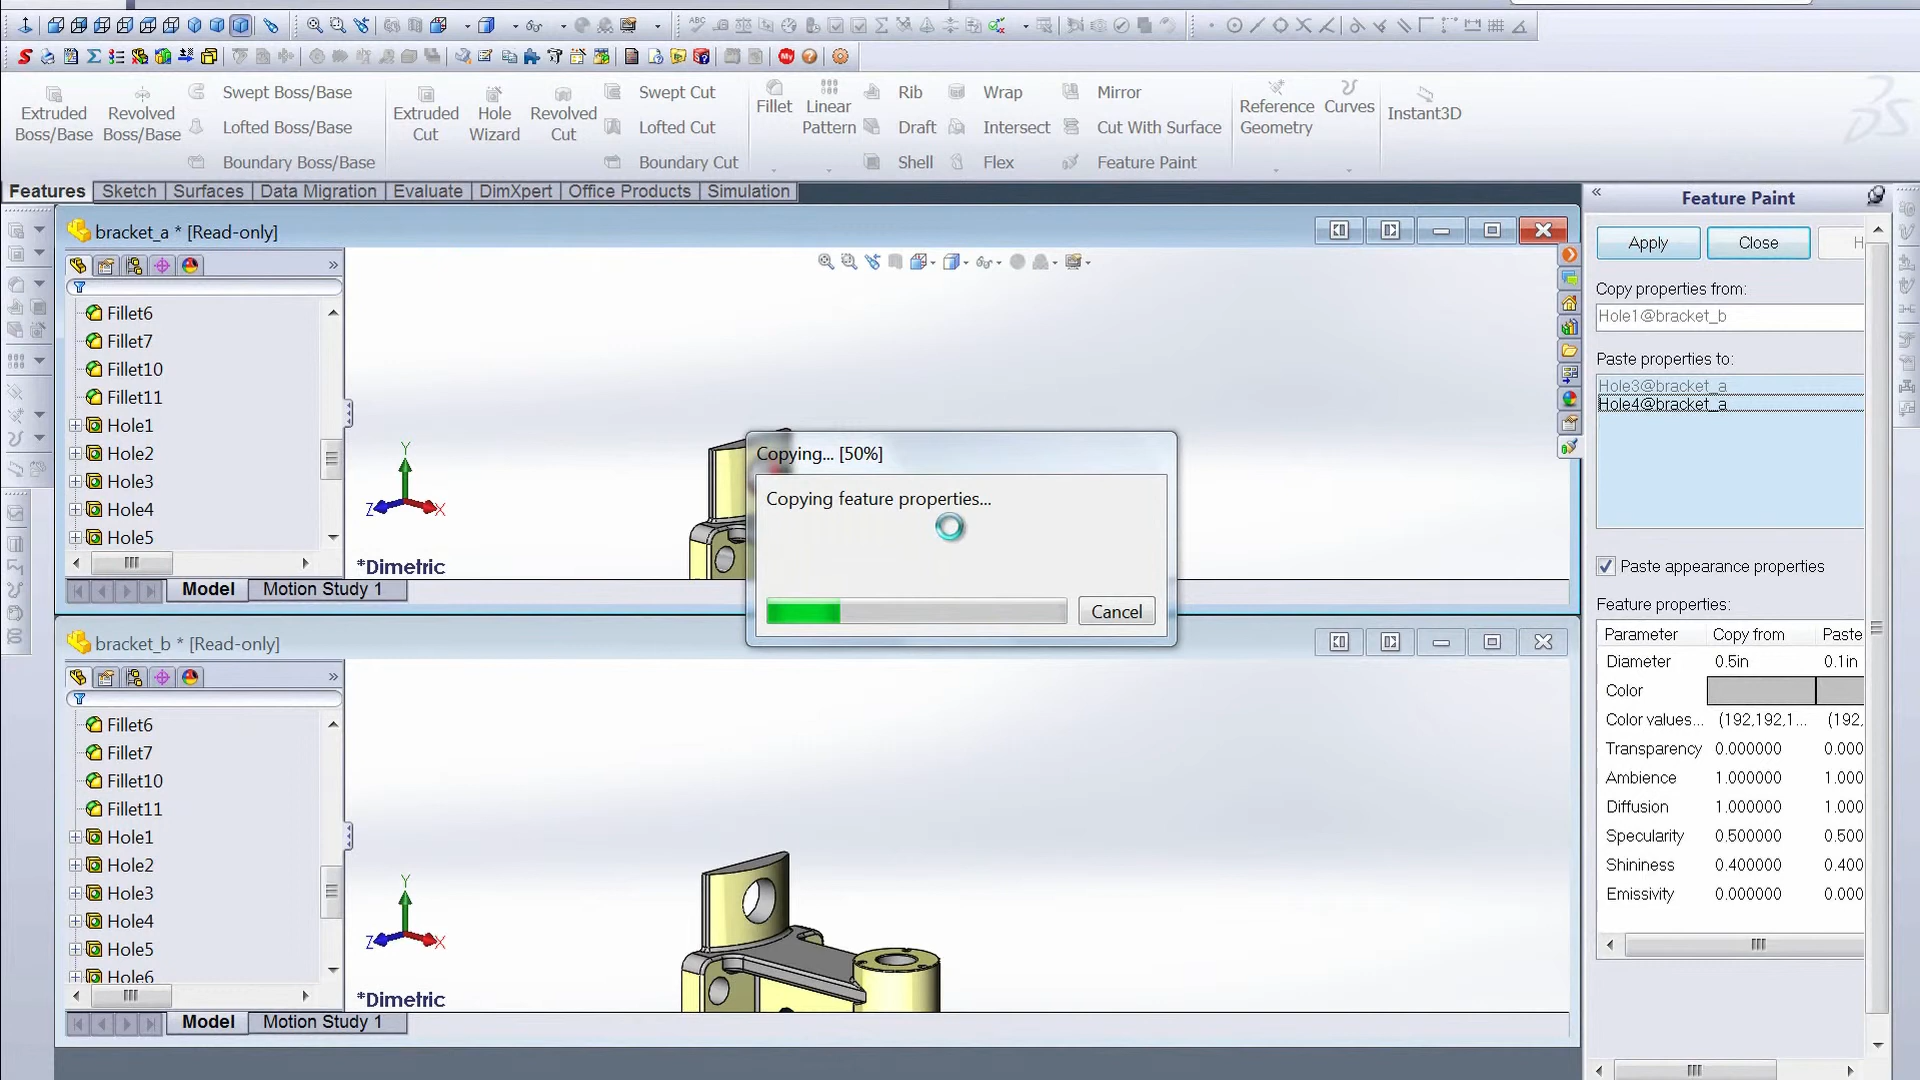 Extruded Boss/Base
Revolved Boss/Base
Swept Boss/Base
Lofted Boss/Base
Boundary Boss/Base
Extruded Cut
Hole Wizard
Revolved Cut
Swept Cut
Lofted Cut
Boundary Cut
Fillet
Linear Pattern
Rib
Draft
Shell
Wrap
Intersect
Flex
Mirror
Cut With Surface
Feature Paint
Reference Geometry
Curves
Instant3D
Features Sketch Surfaces Data Migration Evaluate DimXpert Office Products Simulation
bracket_a * [Read-only]
Fillet6
Fillet7
Fillet10
Fillet11
Hole1
Hole2
Hole3
Hole4
Hole5
Y
Z X
*Dimetric
Model Motion Study 1
Copying... [50%]
Copying feature properties...
Cancel
bracket_b * [Read-only]
Fillet6
Fillet7
Fillet10
Fillet11
Hole1
Hole2
Hole3
Hole4
Hole5
Hole6
Y
Z X
*Dimetric
Model Motion Study 1
Feature Paint
Apply Close H
Copy properties from:
Hole1@bracket_b
Paste properties to:
Hole3@bracket_a
Hole4@bracket_a
Paste appearance properties
Feature properties:
Parameter Copy from Paste
Diameter 0.5in 0.1in
Color
Color values... (192,192,1... (192,
Transparency 0.000000 0.000
Ambience 1.000000 1.000
Diffusion 1.000000 1.000
Specularity 0.500000 0.500
Shininess 0.400000 0.400
Emissivity 0.000000 0.000